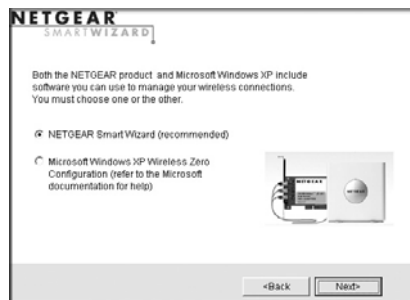 NETGEAR
SMARTWIZARD
Both the NETGEAR product and Microsoft Windows XP include
software you can use to manage your wireless connections.
You must choose one or the other.
NETGEAR Smart Wizard (recommended)
Microsoft Windows XP Wireless Zero
Configuration (refer to the Microsoft
documentation for help)
NETGEAR
<Back
Next>